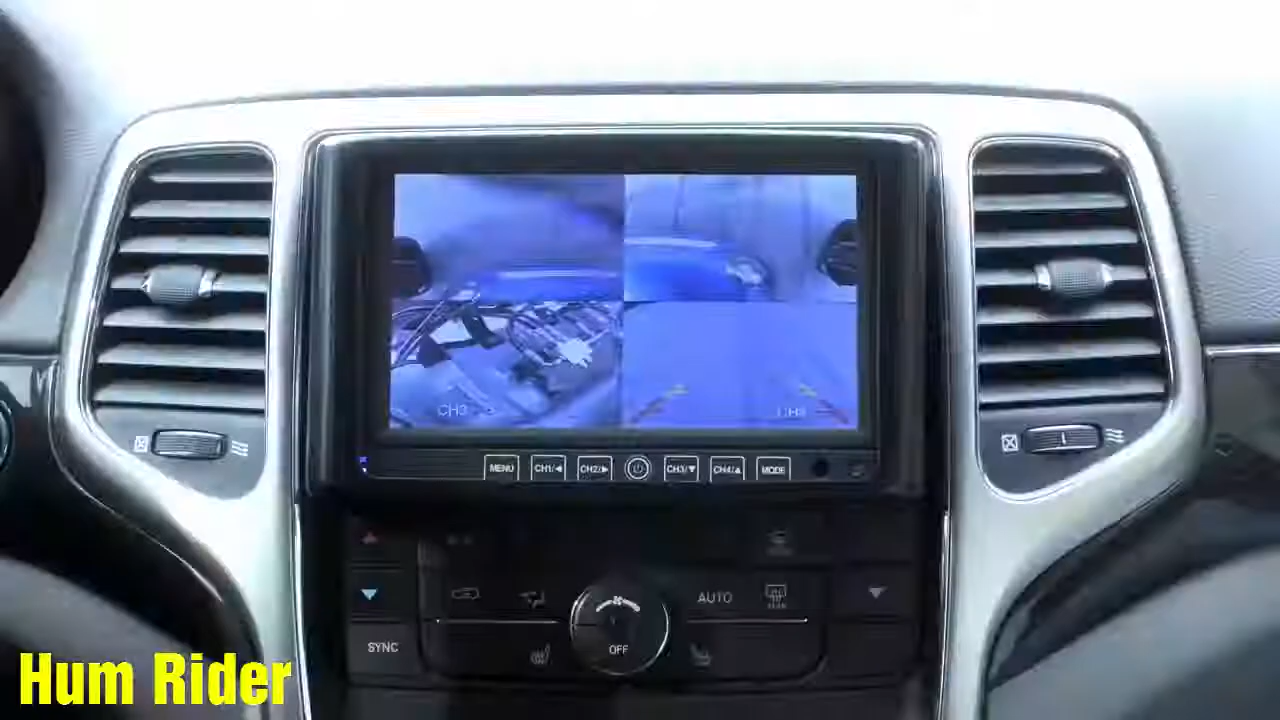 CH3
MENU
CH1/◀
CH2/▶
CH3/▼
CH4/▲
MODE
AUTO
SYNC
OFF
Hum Rider